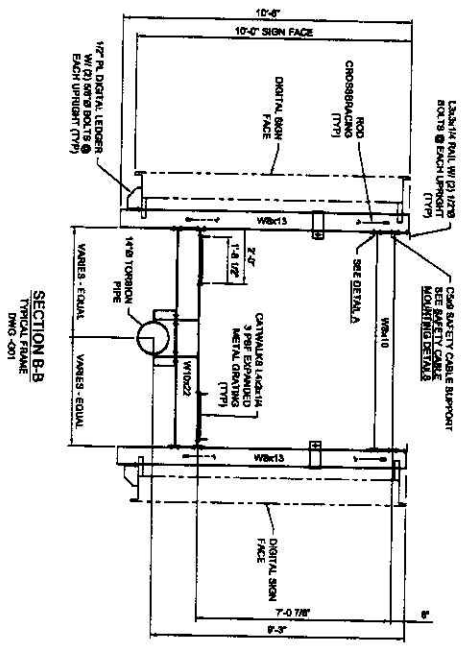 10'-6"
10'-0" SIGN FACE
1/2" PL DIGITAL LEDGER
W/ (2) 5/8"Ø BOLTS @
EACH UPRIGHT (TYP)
DIGITAL SIGN
FACE
ROD
CROSSBRACING
(TYP)
L3x3x1/4 RAIL W/ (2) 1/2"Ø
BOLTS @ EACH UPRIGHT
(TYP)
W8x13
SEE DETAIL A
C5x9 SAFETY CABLE SUPPORT
SEE SAFETY CABLE
MOUNTING DETAILS
W8x10
2'-0"
1'-8 1/2"
VARIES - EQUAL
VARIES - EQUAL
14"Ø TORSION
PIPE
W10x22
CATWALKS L4x3x1/4
3 PSF EXPANDED
METAL GRATING
(TYP)
W8x13
DIGITAL SIGN
FACE
7'-0 7/8"
6"
9'-3"
SECTION B-B
TYPICAL FRAME
DWG -001